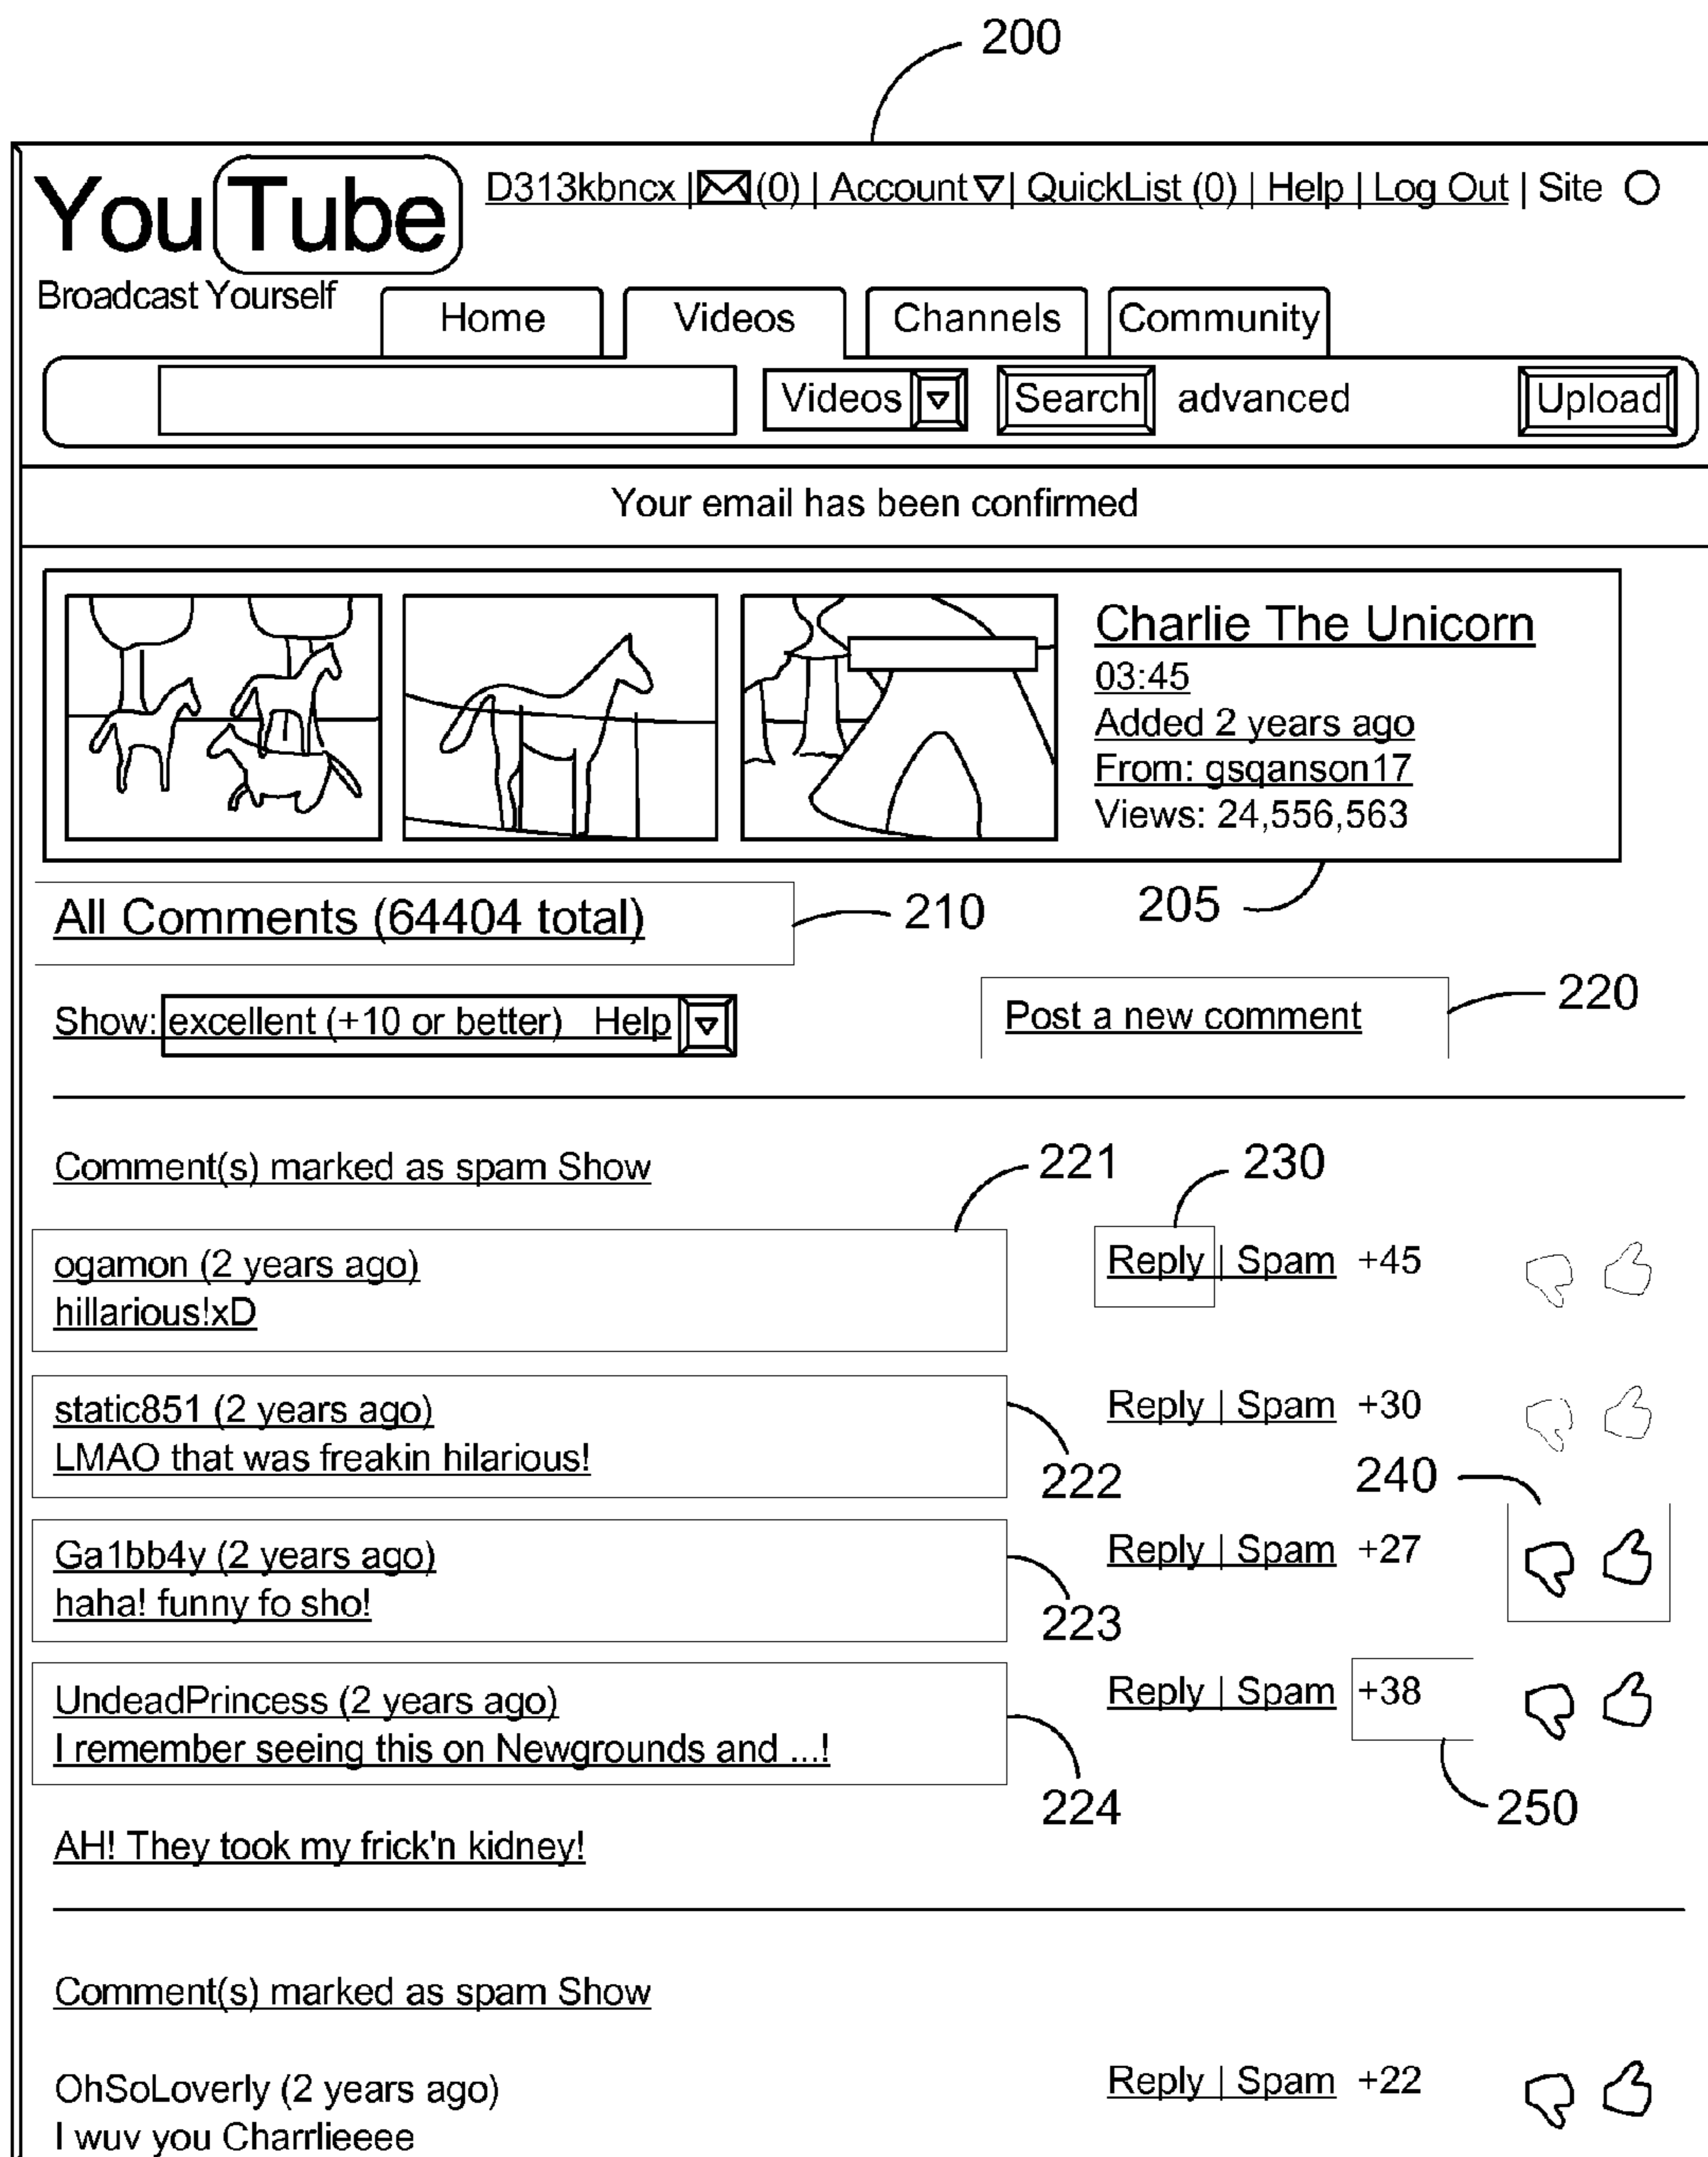 200
YouTube
D313kbncx | (0) | Account | QuickList (0) | Help | Log Out | Site
Broadcast Yourself
Home Videos Channels Community
Videos Search advanced Upload
Your email has been confirmed
Charlie The Unicorn
03:45
Added 2 years ago
From: gsqanson17
Views: 24,556,563
205
All Comments (64404 total)
210
220
Show: excellent (+10 or better) Help
Post a new comment
Comment(s) marked as spam Show
221
230
ogamon (2 years ago)
Reply | Spam +45
hillarious!xD
static851 (2 years ago)
Reply | Spam +30
LMAO that was freakin hilarious!
222
240
Ga1bb4y (2 years ago)
Reply | Spam +27
haha! funny fo sho!
223
UndeadPrincess (2 years ago)
Reply | Spam +38
I remember seeing this on Newgrounds and ...!
224
250
AH! They took my frick'n kidney!
Comment(s) marked as spam Show
OhSoLoverly (2 years ago)
Reply | Spam +22
I wuv you Charrlieeee